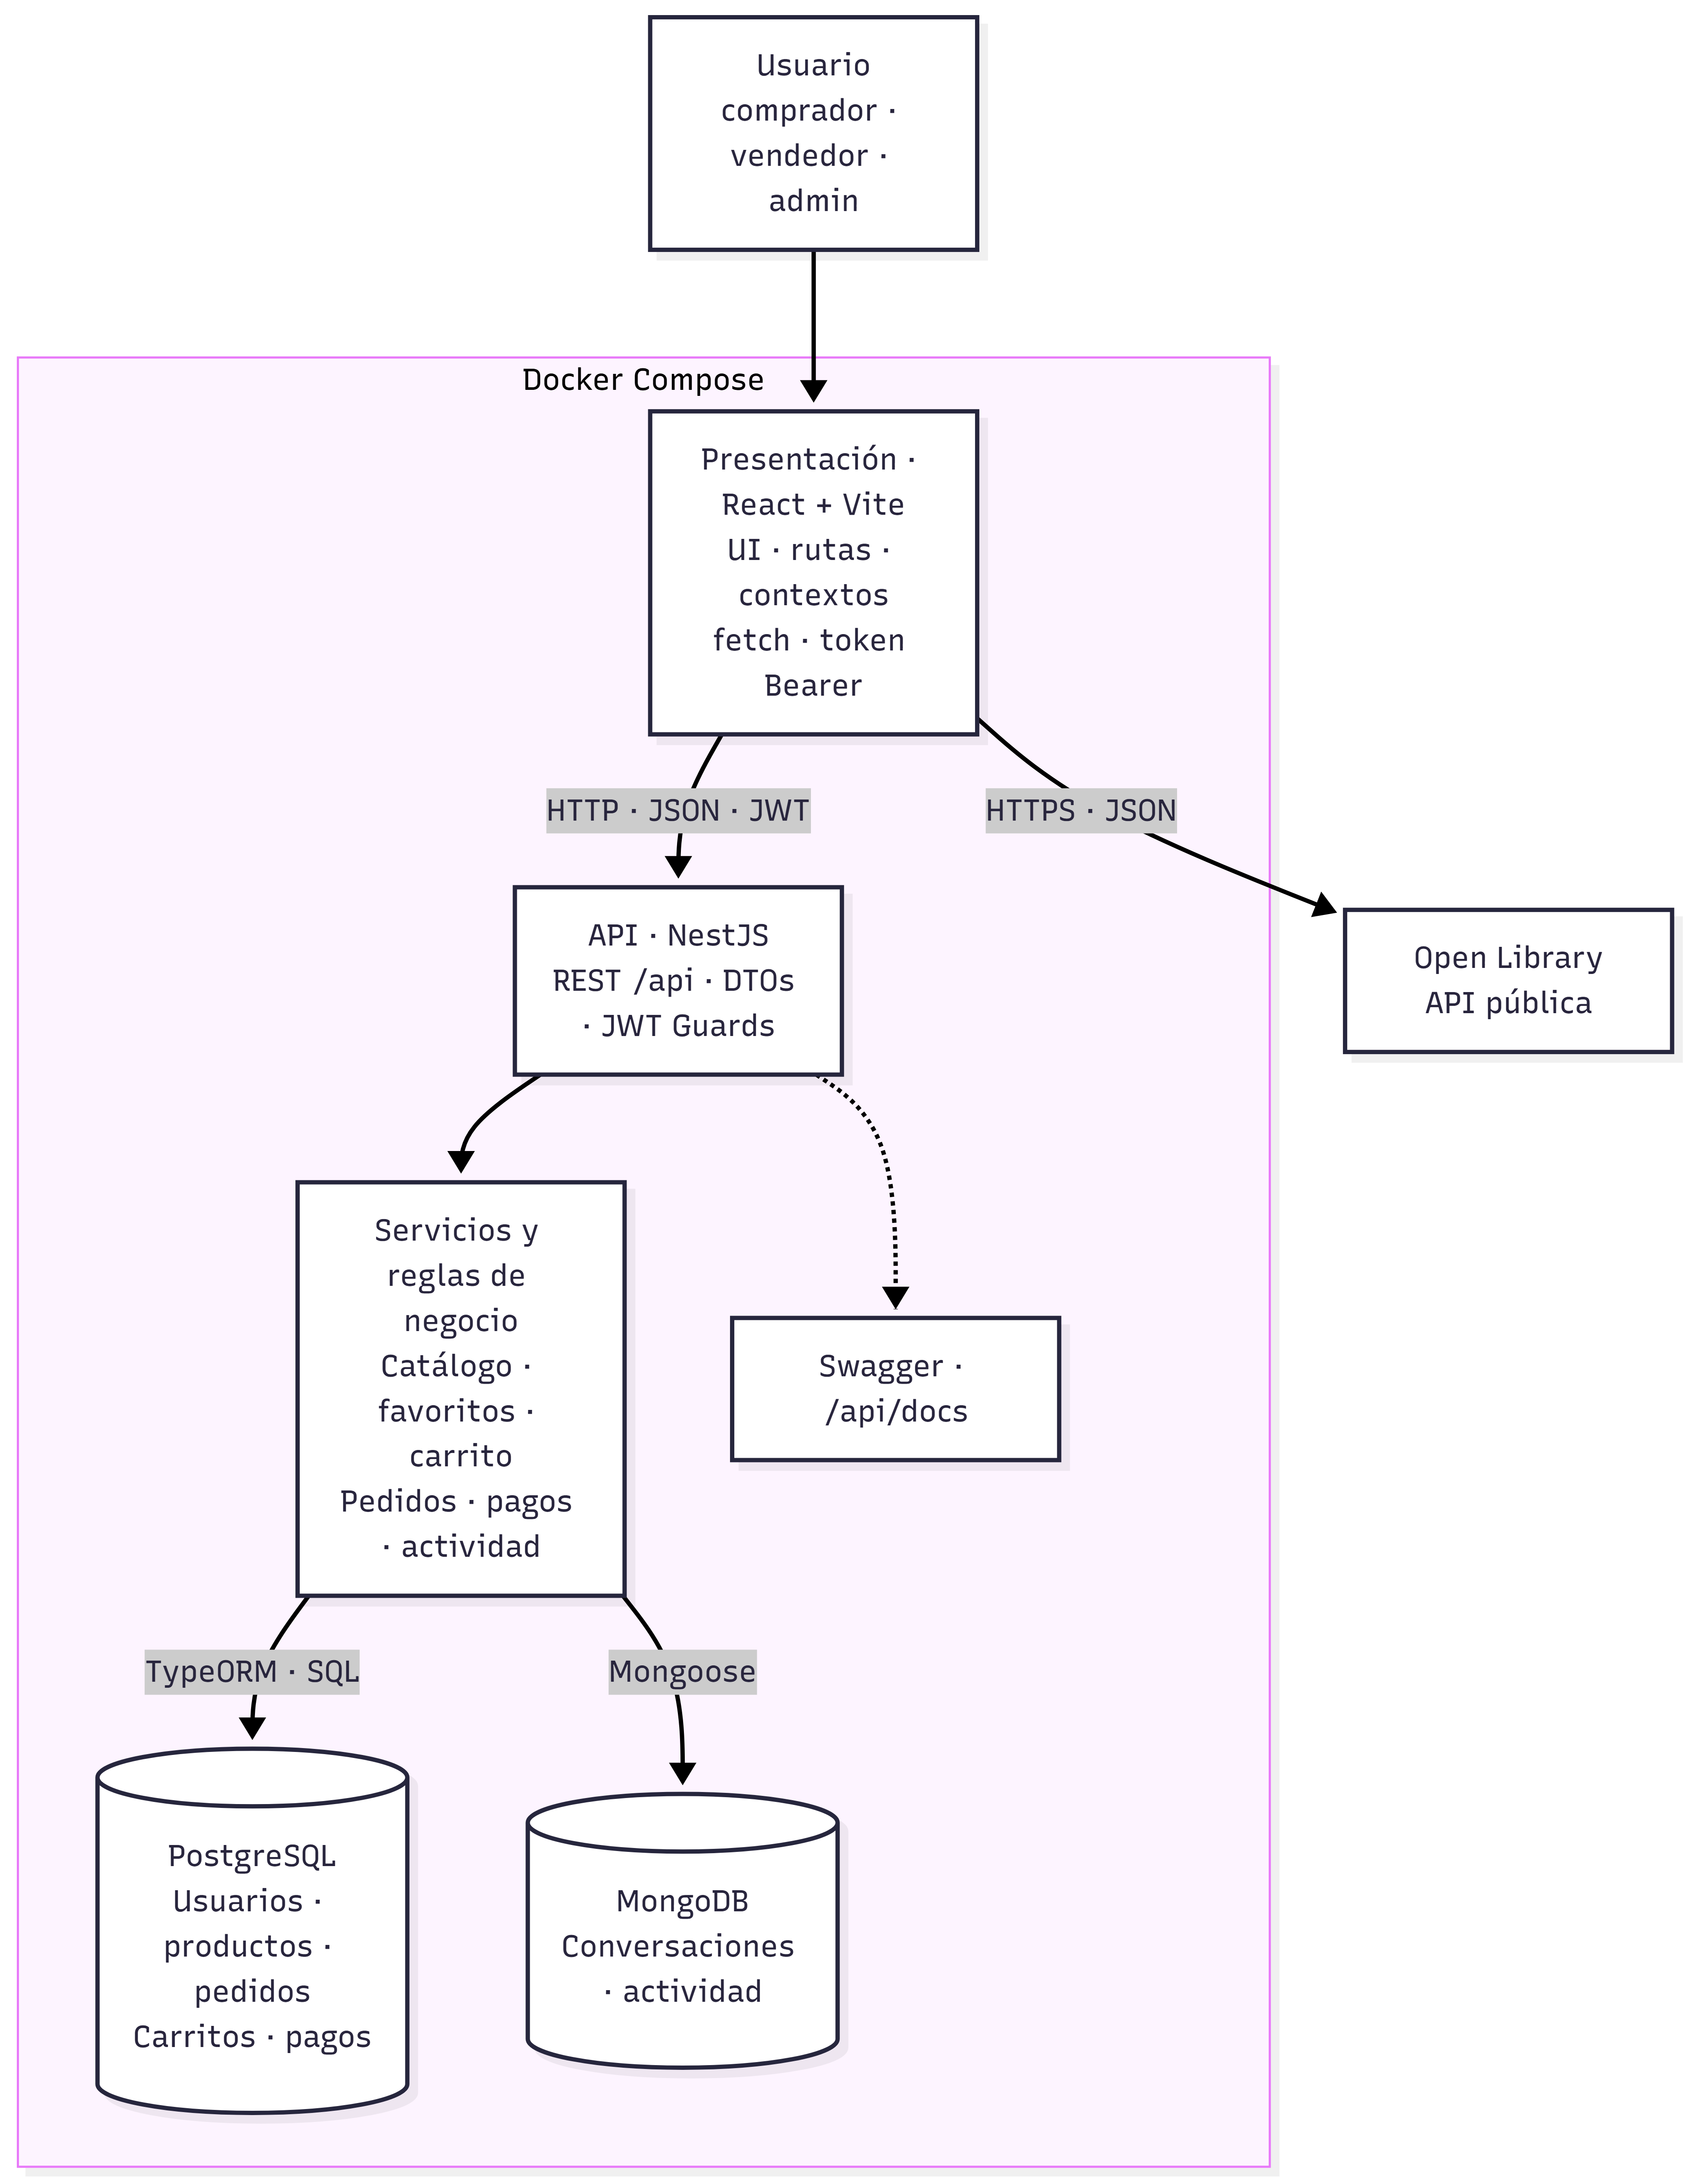 Usuario
comprador ·
vendedor ·
admin
Docker Compose
Presentación ·
React + Vite
UI · rutas ·
contextos
fetch · token
Bearer
HTTP · JSON · JWT
HTTPS · JSON
API · NestJS
REST /api · DTOs
· JWT Guards
Open Library
API pública
Servicios y
reglas de
negocio
Catálogo ·
favoritos ·
carrito
Pedidos · pagos
· actividad
Swagger ·
/api/docs
TypeORM · SQL
Mongoose
PostgreSQL
Usuarios ·
productos ·
pedidos
Carritos · pagos
MongoDB
Conversaciones
· actividad